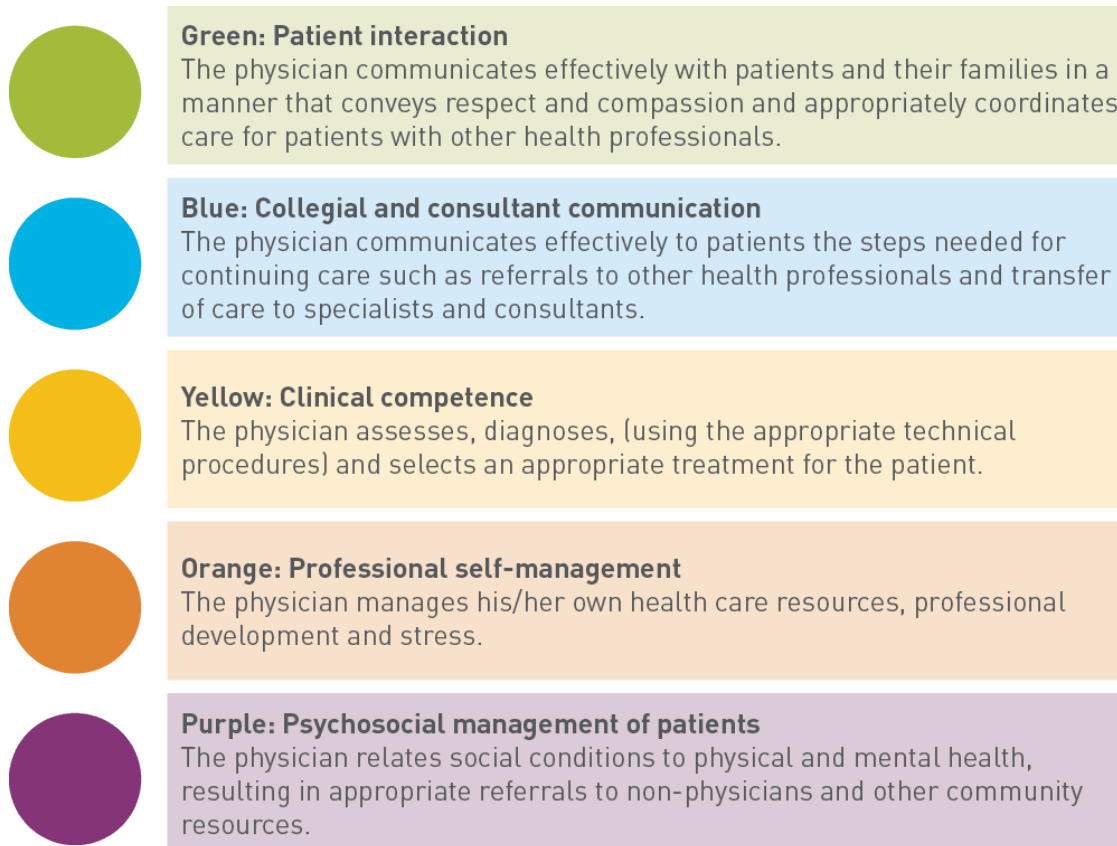 Green: Patient interaction
The physician communicates effectively with patients and their families in a
manner that conveys respect and compassion and appropriately coordinates
care for patients with other health professionals.
Blue: Collegial and consultant communication
The physician communicates effectively to patients the steps needed for
continuing care such as referrals to other health professionals and transfer
of care to specialists and consultants.
Yellow: Clinical competence
The physician assesses, diagnoses, (using the appropriate technical
procedures) and selects an appropriate treatment for the patient.
Orange: Professional self-management
The physician manages his/her own health care resources, professional
development and stress.
Purple: Psychosocial management of patients
The physician relates social conditions to physical and mental health,
resulting in appropriate referrals to non-physicians and other community
resources.